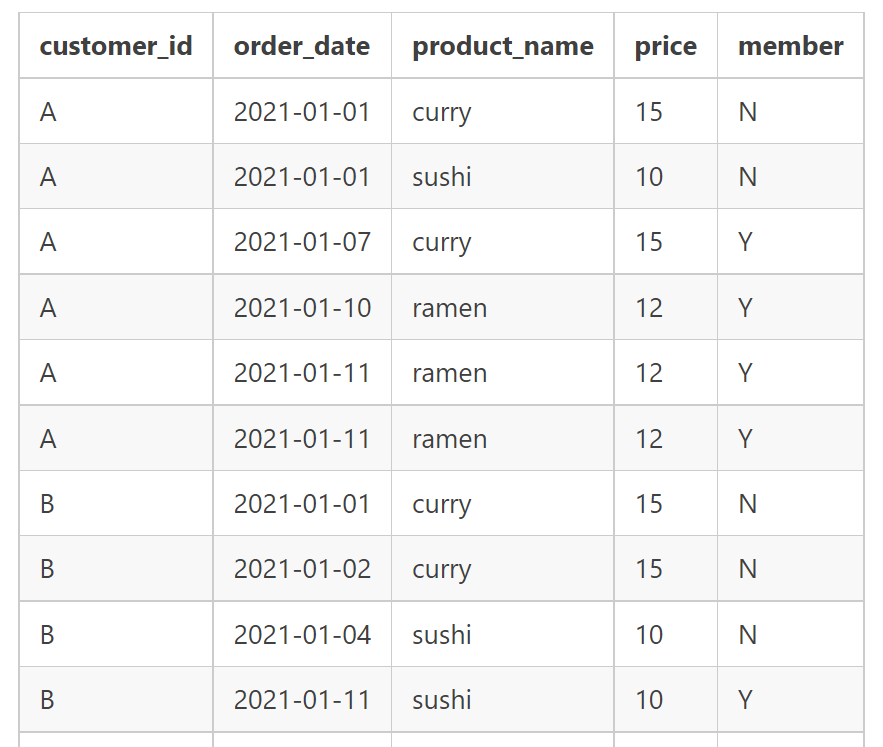 customer_id order_date product_name price member
A 2021-01-01 curry 15 N
A 2021-01-01 sushi 10 N
A 2021-01-07 curry 15 Y
A 2021-01-10 ramen 12 Y
A 2021-01-11 ramen 12 Y
A 2021-01-11 ramen 12 Y
B 2021-01-01 curry 15 N
B 2021-01-02 curry 15 N
B 2021-01-04 sushi 10 N
B 2021-01-11 sushi 10 Y